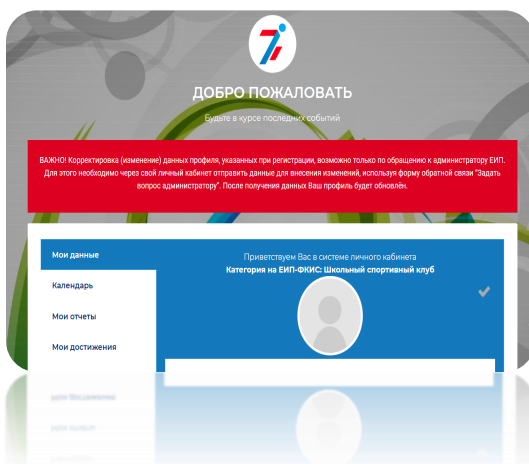 ДОБРО ПОЖАЛОВАТЬ
Будьте в курсе последних событий
ВАЖНО! Корректировка (изменение) данных профиля, указанных при регистрации, возможно только по обращению к администратору ЕИП.
Для этого необходимо через свой личный кабинет отправить данные для внесения изменений, используя форму обратной связи "Задать
вопрос администратору". После получения данных Ваш профиль будет обновлён.
Мои данные
Приветствуем Вас в системе личного кабинета
Категория на ЕИП-ФКИС: Школьный спортивный клуб
Календарь
Мои отчеты
Мои достижения